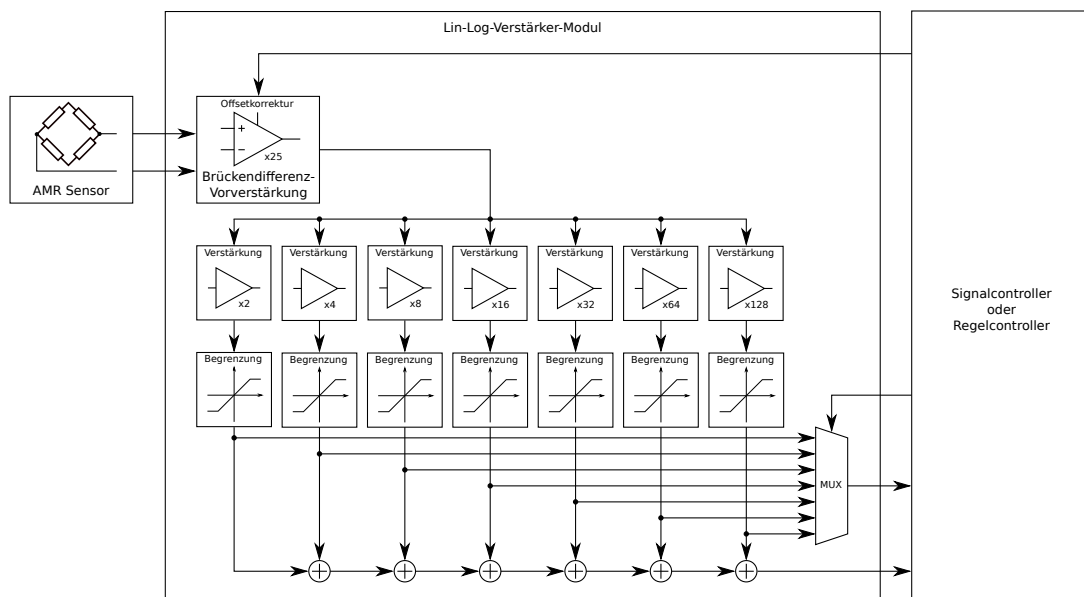 Lin-Log-Verstärker-Modul
Offsetkorrektur
+
−
x25
Brückendifferenz-
Vorverstärkung
AMR Sensor
Verstärkung
x2
Verstärkung
x4
Verstärkung
x8
Verstärkung
x16
Verstärkung
x32
Verstärkung
x64
Verstärkung
x128
Signalcontroller
oder
Regelcontroller
Begrenzung
Begrenzung
Begrenzung
Begrenzung
Begrenzung
Begrenzung
Begrenzung
MUX